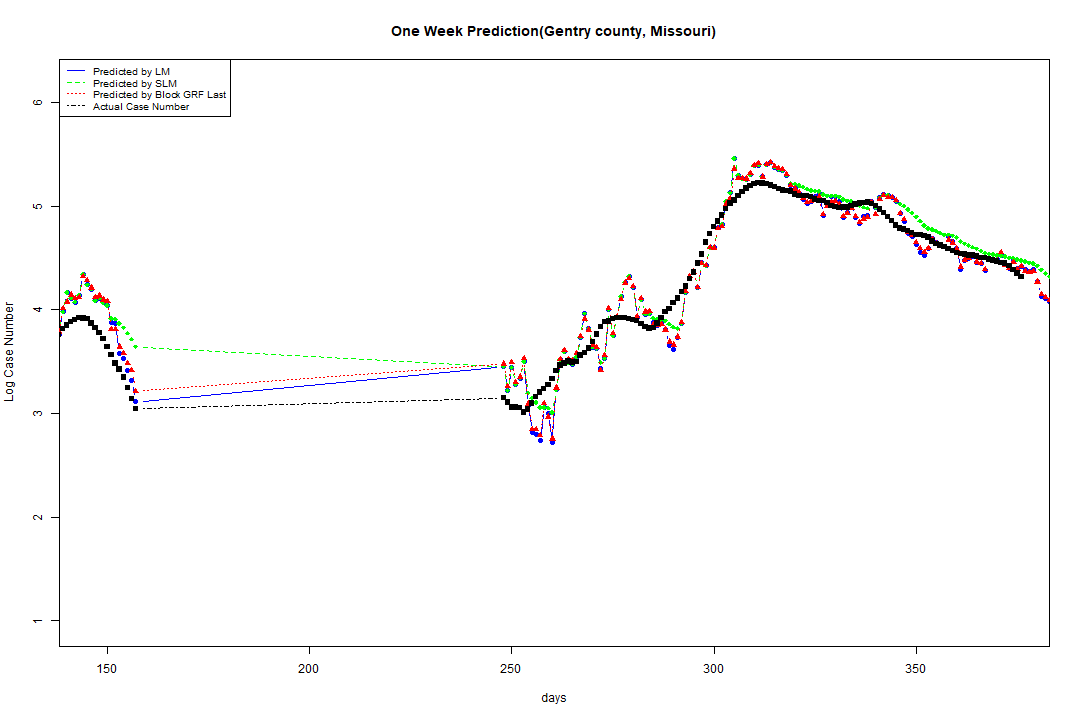 One Week Prediction(Gentry county, Missouri)
Predicted by LM
Predicted by SLM
Predicted by Block GRF Last
Actual Case Number
6
5
4
3
2
1
Log Case Number
150 200 250 300 350
days